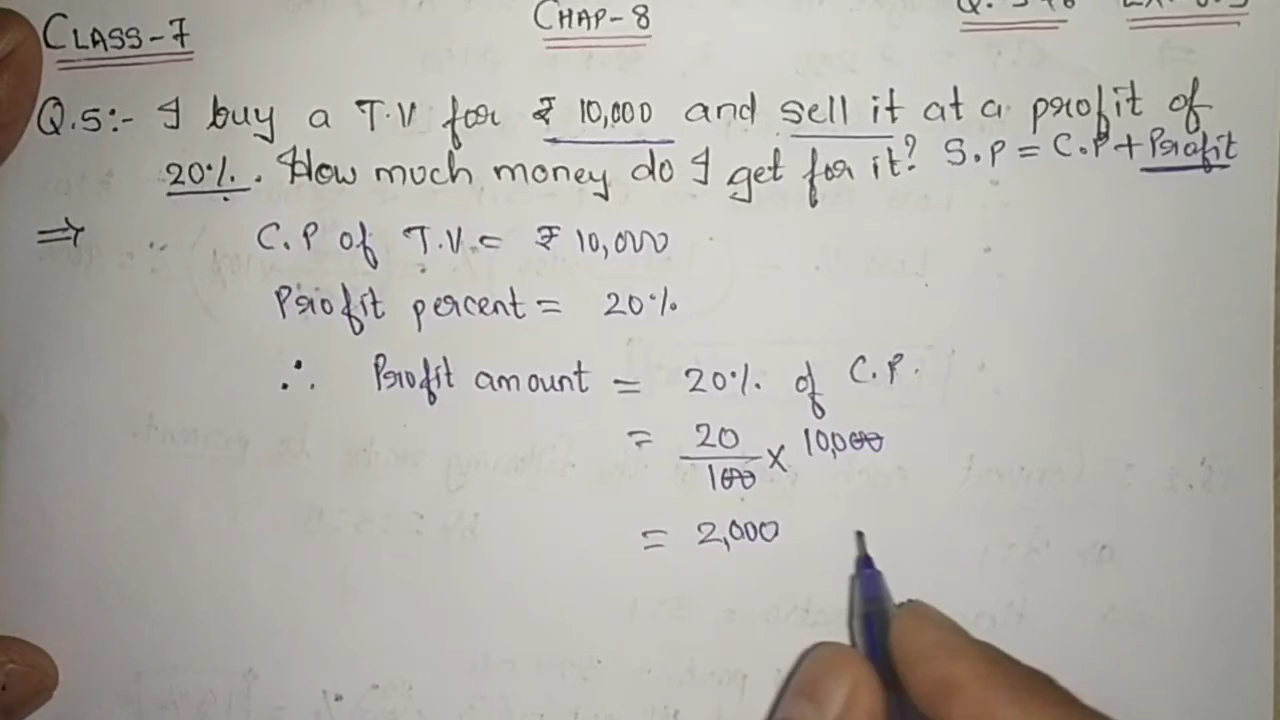 CLASS-7
CHAP-8
Q.5:- I buy a T.V for ₹ 10,000 and sell it at a profit of
20%. How much money do I get for it? S.P = C.P + Profit
⇒ C.P of T.V. = ₹ 10,000
Profit percent = 20%
∴ Profit amount = 20% of C.P.
= 20/100 × 10,000
= 2,000